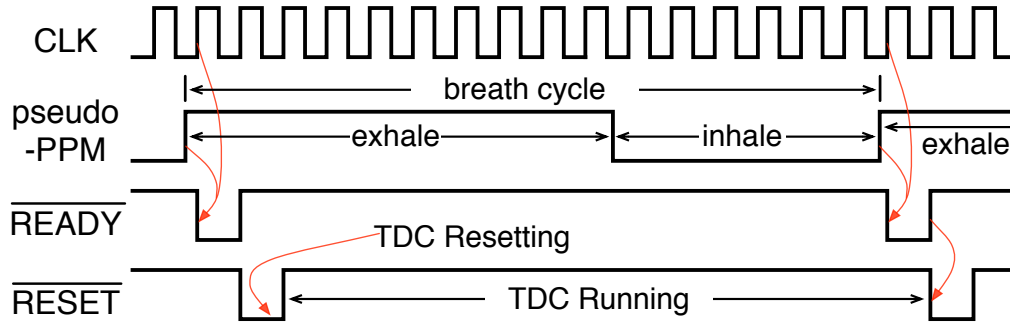 CLK
breath cycle
pseudo
-PPM
exhale
inhale
exhale
READY
TDC Resetting
RESET
TDC Running